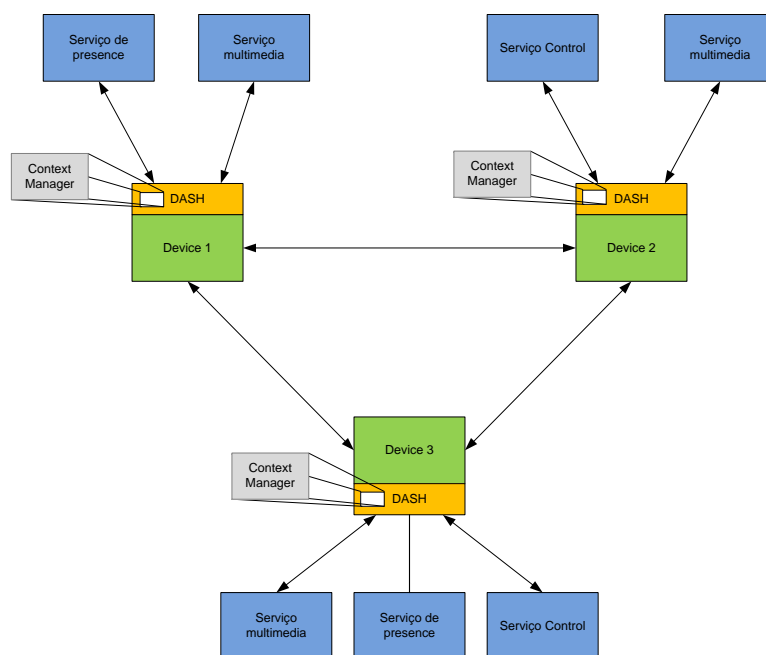 Serviço de
presence
Serviço
multimedia
Serviço Control
Serviço
multimedia
Context
Manager
DASH
Device 1
Context
Manager
DASH
Device 2
Device 3
Context
Manager
DASH
Serviço
multimedia
Serviço de
presence
Serviço Control